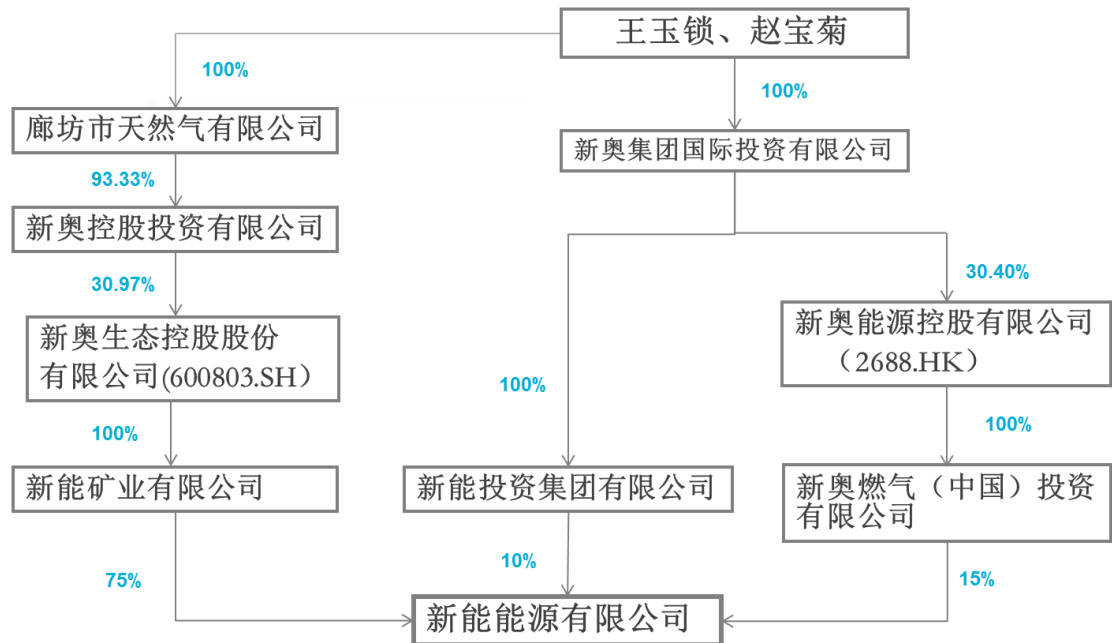 王玉锁、赵宝菊
100%
100%
廊坊市天然气有限公司
新奥集团国际投资有限公司
93.33%
新奥控股投资有限公司
30.97%
30.40%
新奥生态控股股份
有限公司(600803.SH）
新奥能源控股有限公司
（2688.HK）
100%
100%
100%
新能矿业有限公司
新能投资集团有限公司
新奥燃气（中国）投资
有限公司
75%
10%
15%
新能能源有限公司